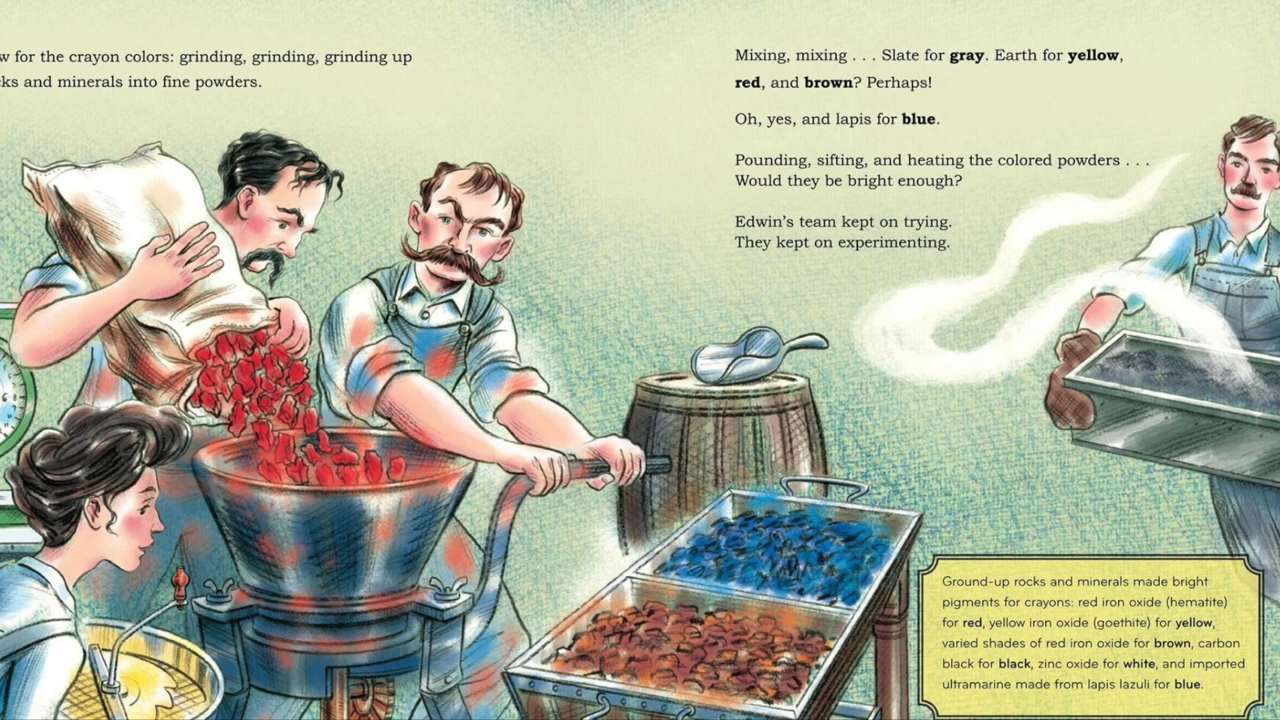 w for the crayon colors: grinding, grinding, grinding up
cks and minerals into fine powders.
Mixing, mixing . . . Slate for gray. Earth for yellow,
red, and brown? Perhaps!
Oh, yes, and lapis for blue.
Pounding, sifting, and heating the colored powders . . .
Would they be bright enough?
Edwin’s team kept on trying.
They kept on experimenting.
Ground-up rocks and minerals made bright
pigments for crayons: red iron oxide (hematite)
for red, yellow iron oxide (goethite) for yellow,
varied shades of red iron oxide for brown, carbon
black for black, zinc oxide for white, and imported
ultramarine made from lapis lazuli for blue.